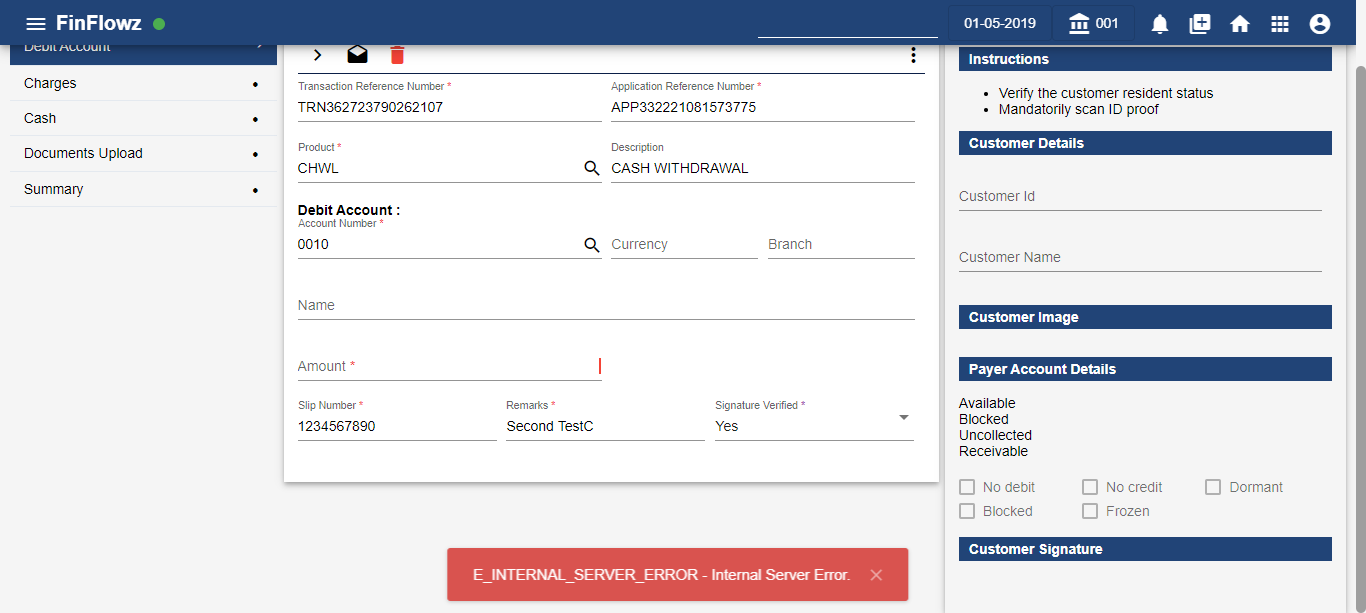 FinFlowz
01-05-2019
001
Debit Account
Charges
Cash
Documents Upload
Summary
Transaction Reference Number *
TRN362723790262107
Application Reference Number *
APP332221081573775
Product *
CHWL
Description
CASH WITHDRAWAL
Debit Account :
Account Number *
0010
Currency
Branch
Name
Amount *
Slip Number *
1234567890
Remarks *
Second TestC
Signature Verified *
Yes
Instructions
Verify the customer resident status
Mandatorily scan ID proof
Customer Details
Customer Id
Customer Name
Customer Image
Payer Account Details
Available
Blocked
Uncollected
Receivable
No debit
No credit
Dormant
Blocked
Frozen
Customer Signature
E_INTERNAL_SERVER_ERROR - Internal Server Error.